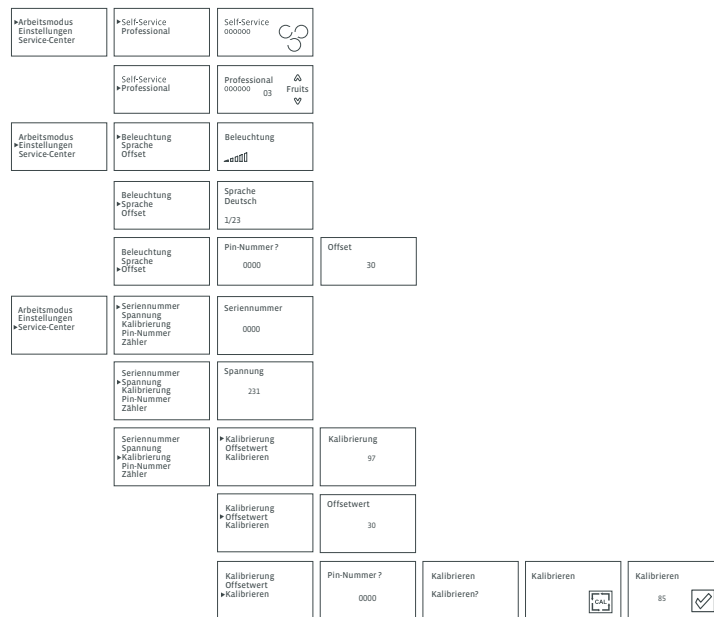 ▸Arbeitsmodus
Einstellungen
Service-Center
▸Self-Service
Professional
Self-Service
000000
Self-Service
▸Professional
Professional
000000 03
Fruits
Arbeitsmodus
▸Einstellungen
Service-Center
▸Beleuchtung
Sprache
Offset
Beleuchtung
Beleuchtung
▸Sprache
Offset
Sprache
Deutsch
1/23
Beleuchtung
Sprache
▸Offset
Pin-Nummer?
0000
Offset
30
Arbeitsmodus
Einstellungen
▸Service-Center
▸Seriennummer
Spannung
Kalibrierung
Pin-Nummer
Zähler
Seriennummer
0000
Seriennummer
▸Spannung
Kalibrierung
Pin-Nummer
Zähler
Spannung
231
Seriennummer
Spannung
▸Kalibrierung
Pin-Nummer
Zähler
▸Kalibrierung
Offsetwert
Kalibrieren
Kalibrierung
97
Kalibrierung
▸Offsetwert
Kalibrieren
Offsetwert
30
Kalibrierung
Offsetwert
▸Kalibrieren
Pin-Nummer?
0000
Kalibrieren
Kalibrieren?
Kalibrieren
CAL
Kalibrieren
85